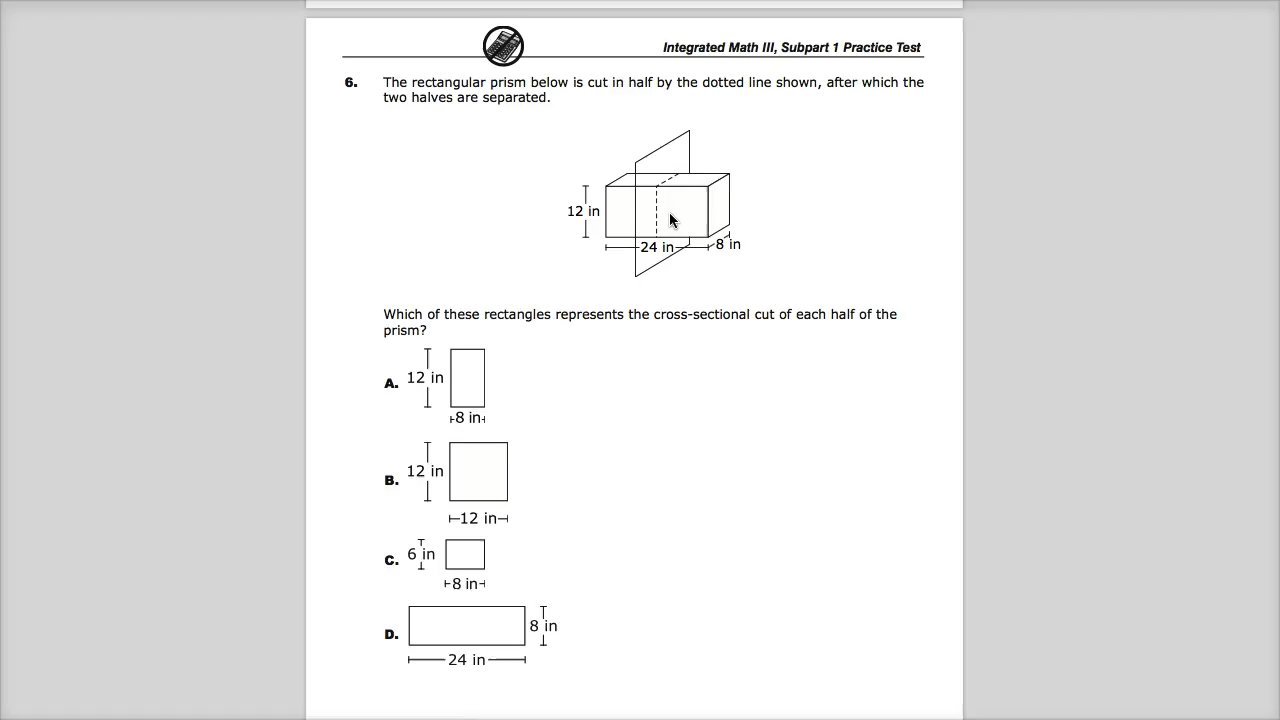 Integrated Math III, Subpart 1 Practice Test
6. The rectangular prism below is cut in half by the dotted line shown, after which the
two halves are separated.
12 in
24 in
8 in
Which of these rectangles represents the cross-sectional cut of each half of the
prism?
A. 12 in
8 in
B. 12 in
12 in
C. 6 in
8 in
D. 8 in
24 in